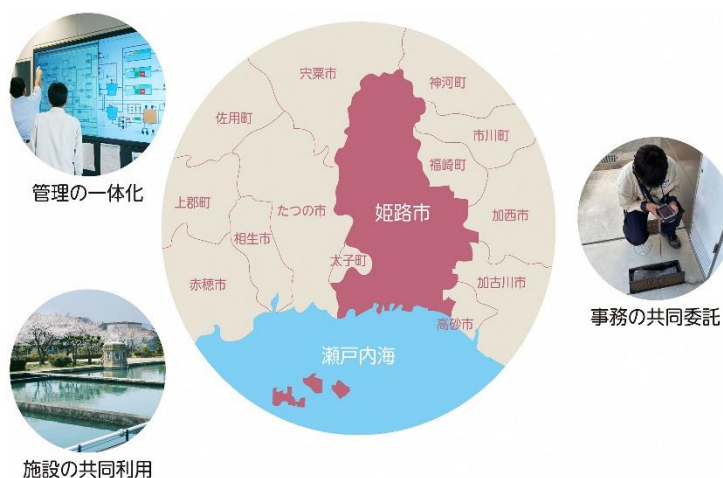 宍粟市
神河町
佐用町
市川町
福崎町
管理の一体化
上郡町
たつの市
姫路市
加西市
相生市
太子町
赤穂市
加古川市
事務の共同委託
高砂市
瀬戸内海
施設の共同利用